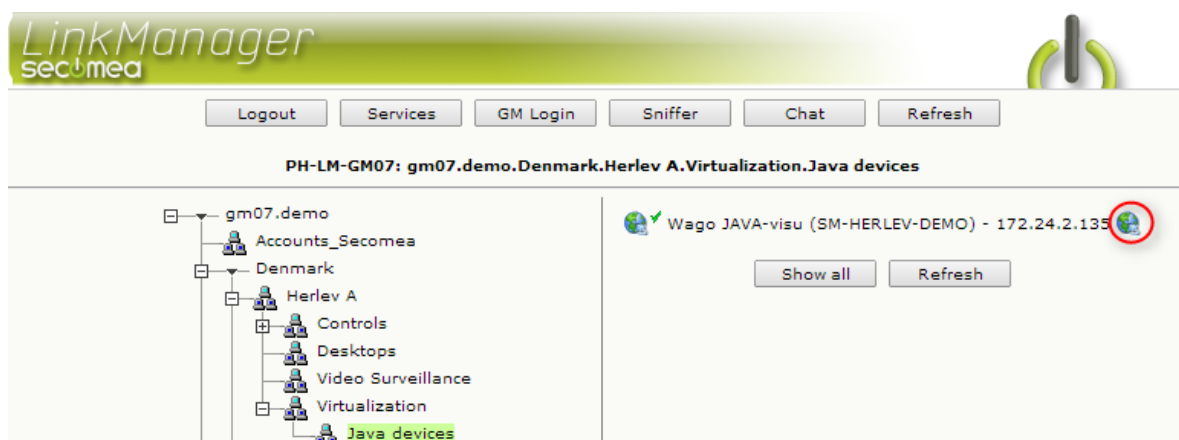 LinkManager
secomea
Logout Services GM Login Sniffer Chat Refresh
PH-LM-GM07: gm07.demo.Denmark.Herlev A.Virtualization.Java devices
gm07.demo
Accounts_Secomea
Denmark
Herlev A
Controls
Desktops
Video Surveillance
Virtualization
Java devices
Wago JAVA-visu (SM-HERLEV-DEMO) - 172.24.2.135
Show all Refresh